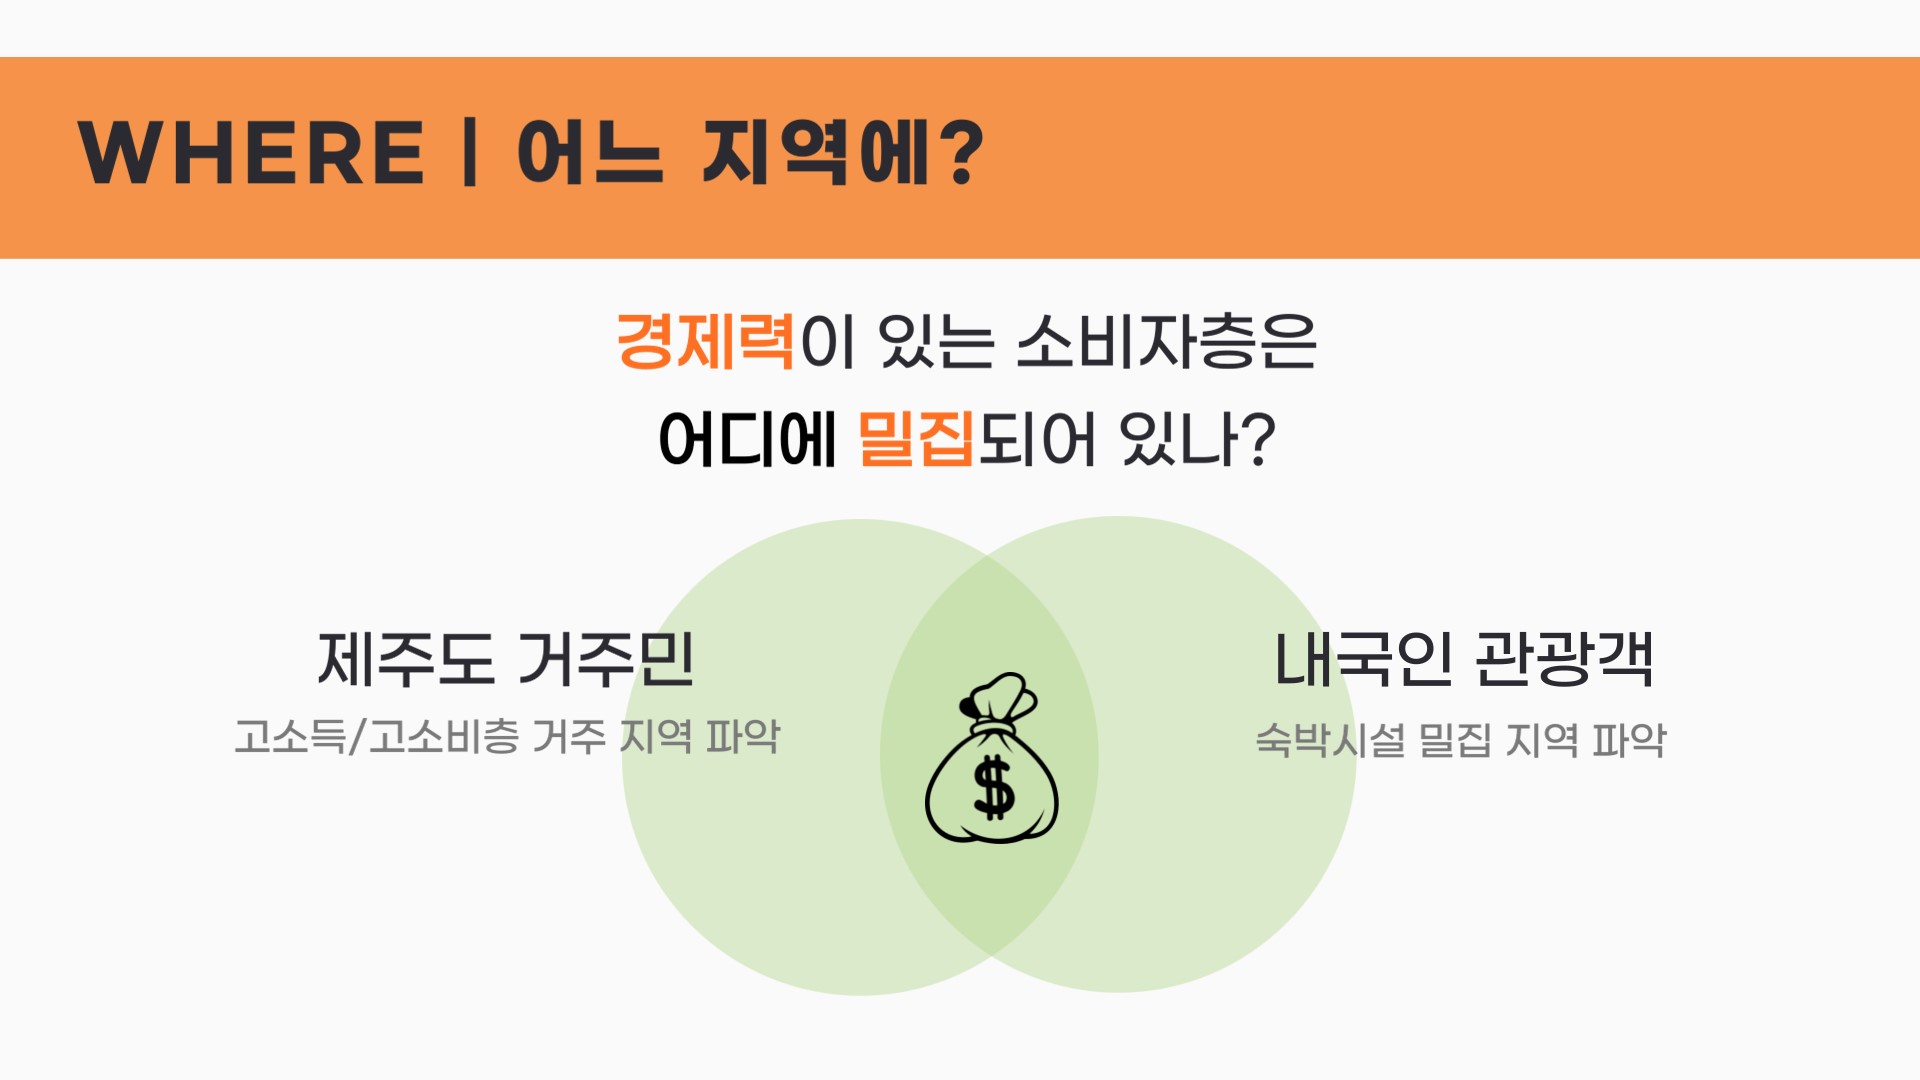 WHERE | 어느 지역에?
경제력이 있는 소비자층은
어디에 밀집되어 있나?
제주도 거주민
고소득/고소비층 거주 지역 파악
내국인 관광객
숙박시설 밀집 지역 파악
$